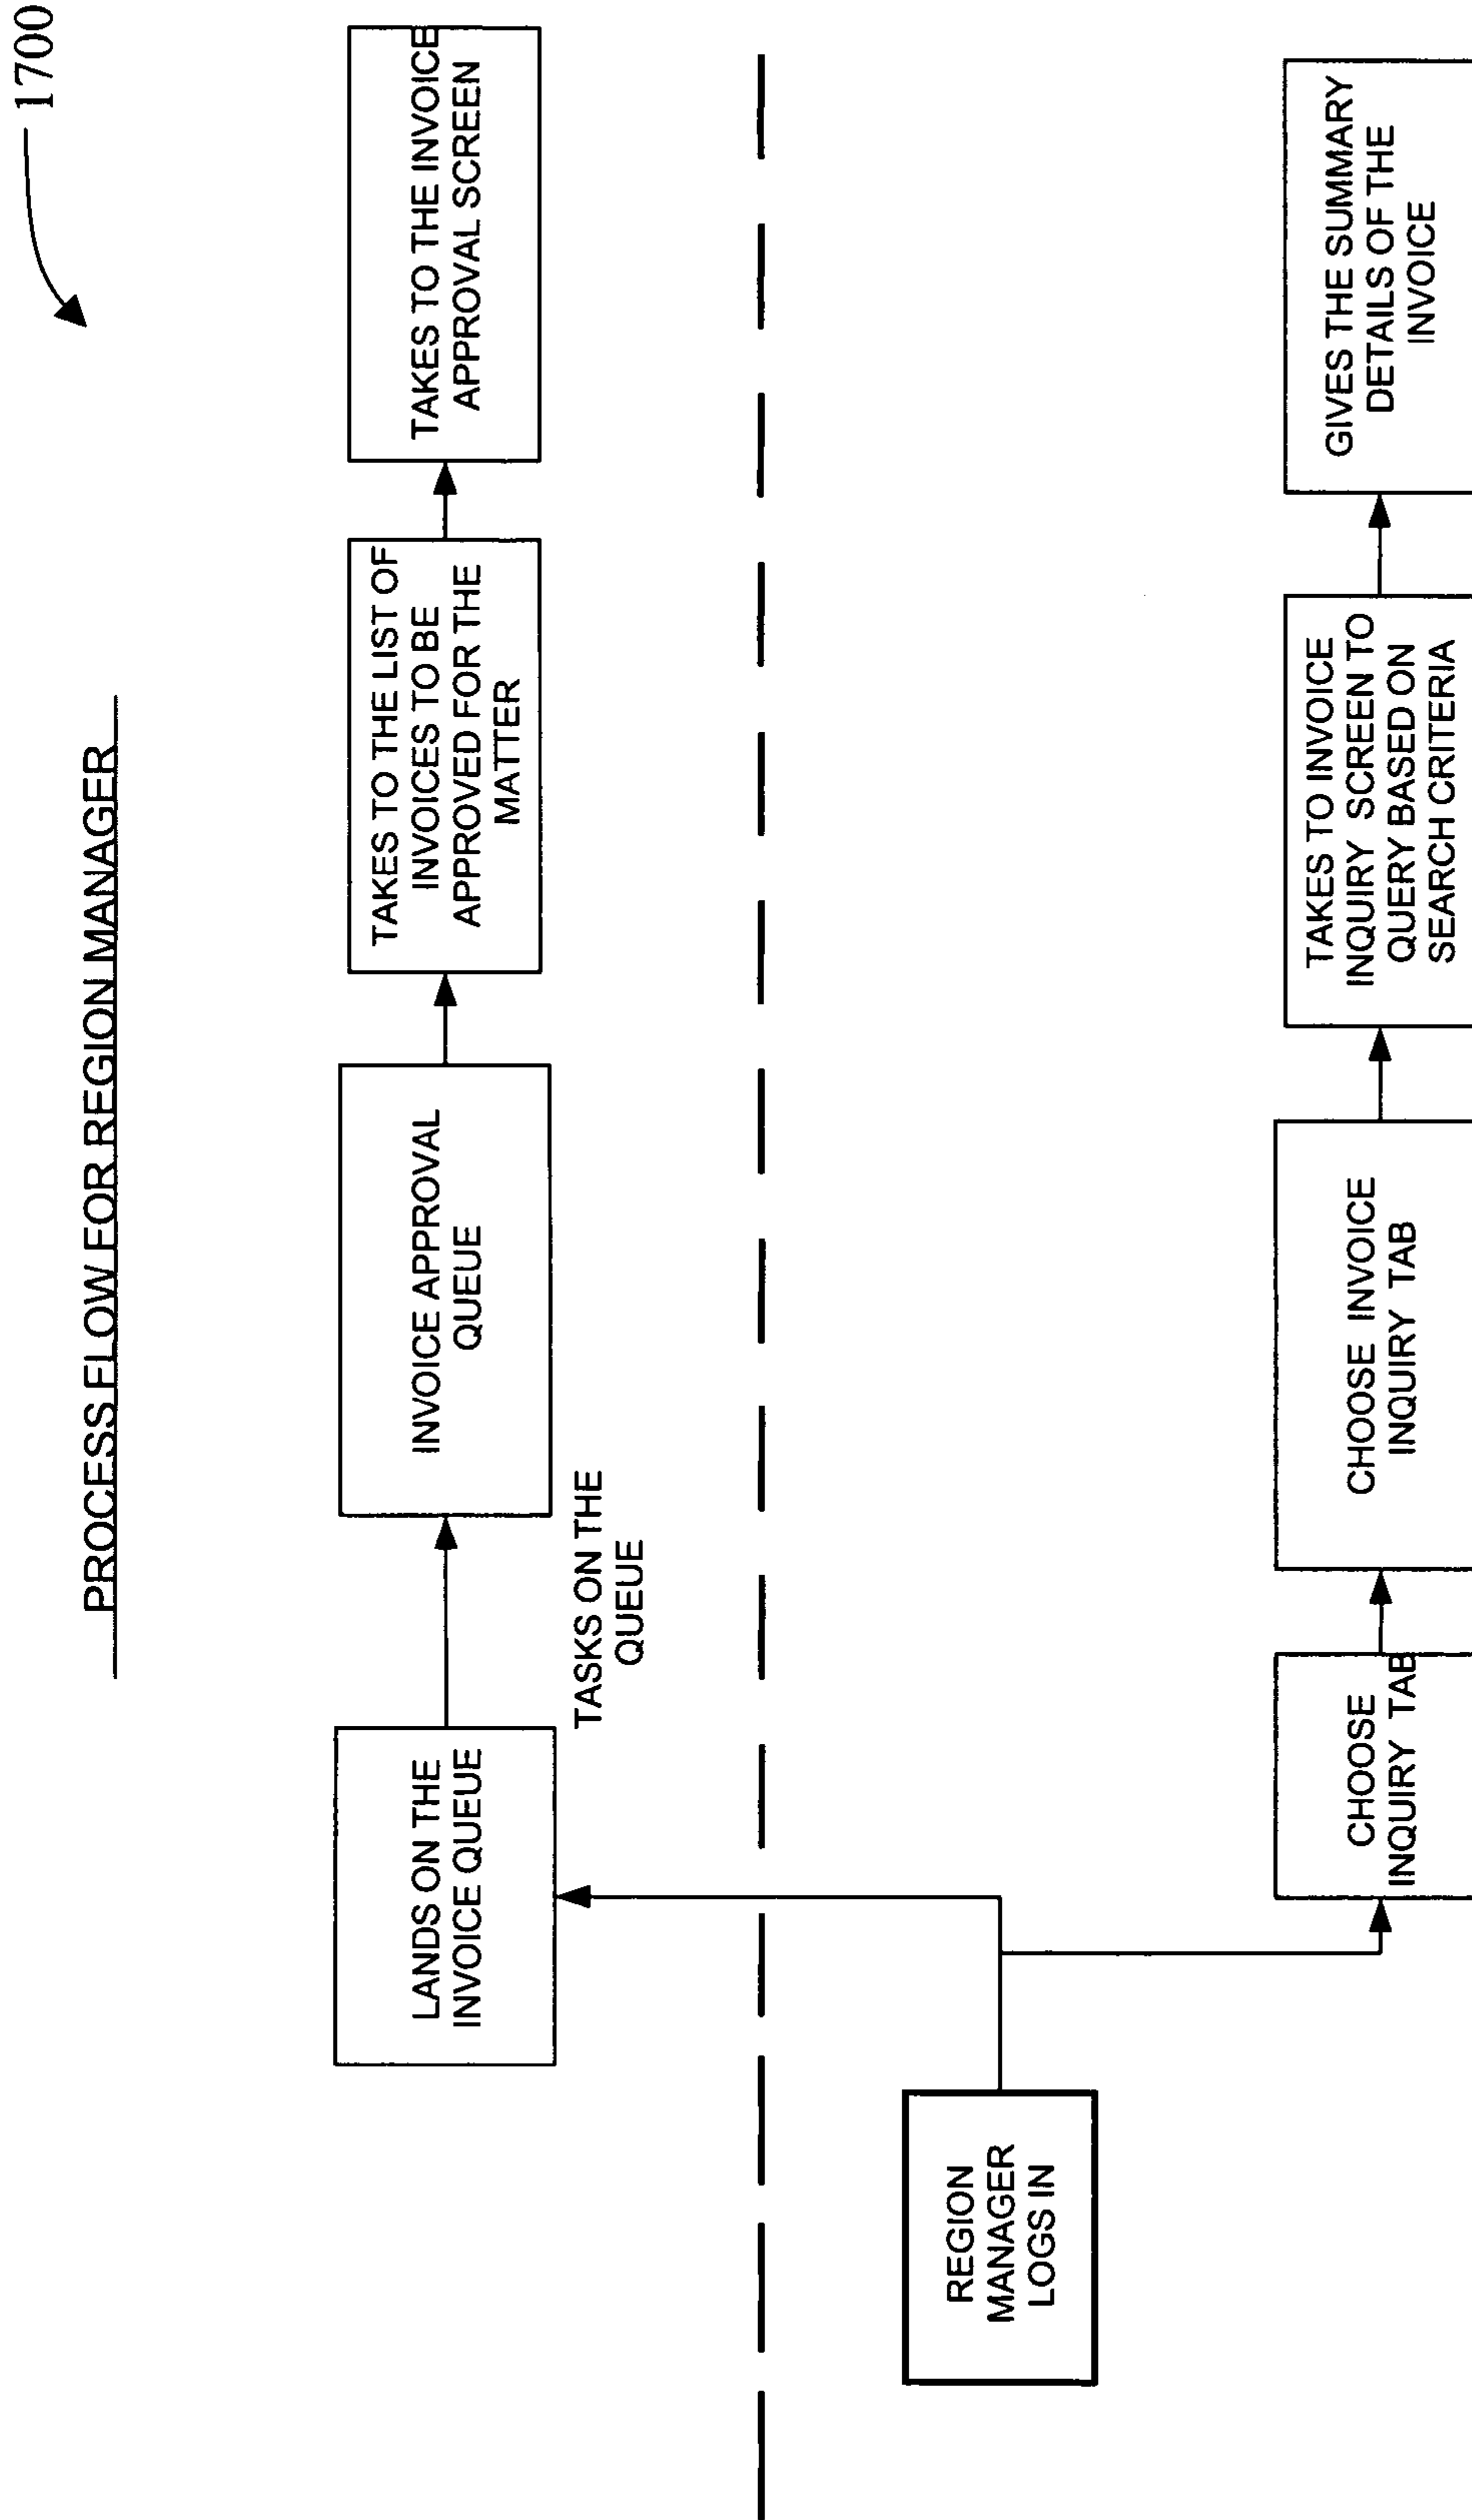 1700
PROCESS FLOW FOR REGION MANAGER
LANDS ON THE
INVOICE QUEUE
TASKS ON THE
QUEUE
INVOICE APPROVAL
QUEUE
TAKES TO THE LIST OF
INVOICES TO BE
APPROVED FOR THE
MATTER
TAKES TO THE INVOICE
APPROVAL SCREEN
REGION
MANAGER
LOGS IN
CHOOSE
INQUIRY TAB
CHOOSE INVOICE
INQUIRY TAB
TAKES TO INVOICE
INQUIRY SCREEN TO
QUERY BASED ON
SEARCH CRITERIA
GIVES THE SUMMARY
DETAILS OF THE
INVOICE